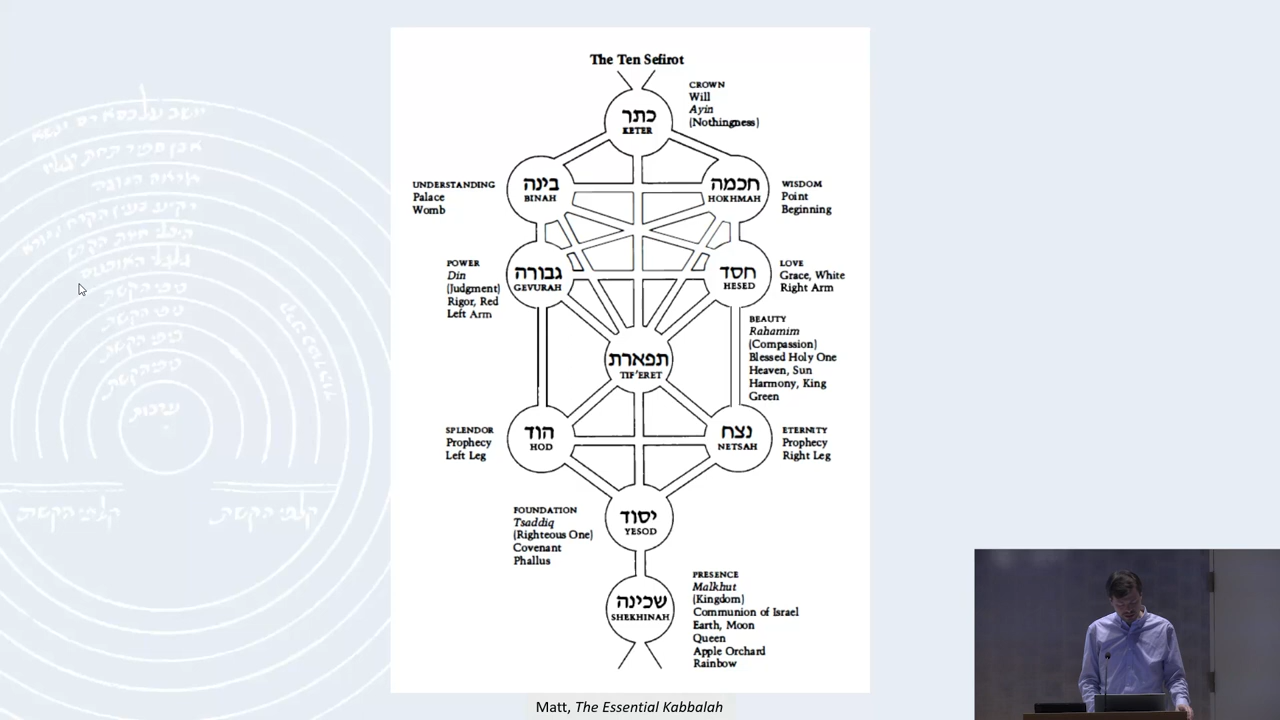 The Ten Sefirot
כתר
KETER
CROWN
Will
Ayin
(Nothingness)
בינה
BINAH
UNDERSTANDING
Palace
Womb
חכמה
HOKHMAH
WISDOM
Point
Beginning
גבורה
GEVURAH
POWER
Din
(Judgment)
Rigor, Red
Left Arm
חסד
HESED
LOVE
Grace, White
Right Arm
תפארת
TIF'ERET
BEAUTY
Rahamim
(Compassion)
Blessed Holy One
Heaven, Sun
Harmony, King
Green
הוד
HOD
SPLENDOR
Prophecy
Left Leg
נצח
NETSAH
ETERNITY
Prophecy
Right Leg
יסוד
YESOD
FOUNDATION
Tsaddiq
(Righteous One)
Covenant
Phallus
שכינה
SHEKHINAH
PRESENCE
Malkhut
(Kingdom)
Communion of Israel
Earth, Moon
Queen
Apple Orchard
Rainbow
Matt, The Essential Kabbalah